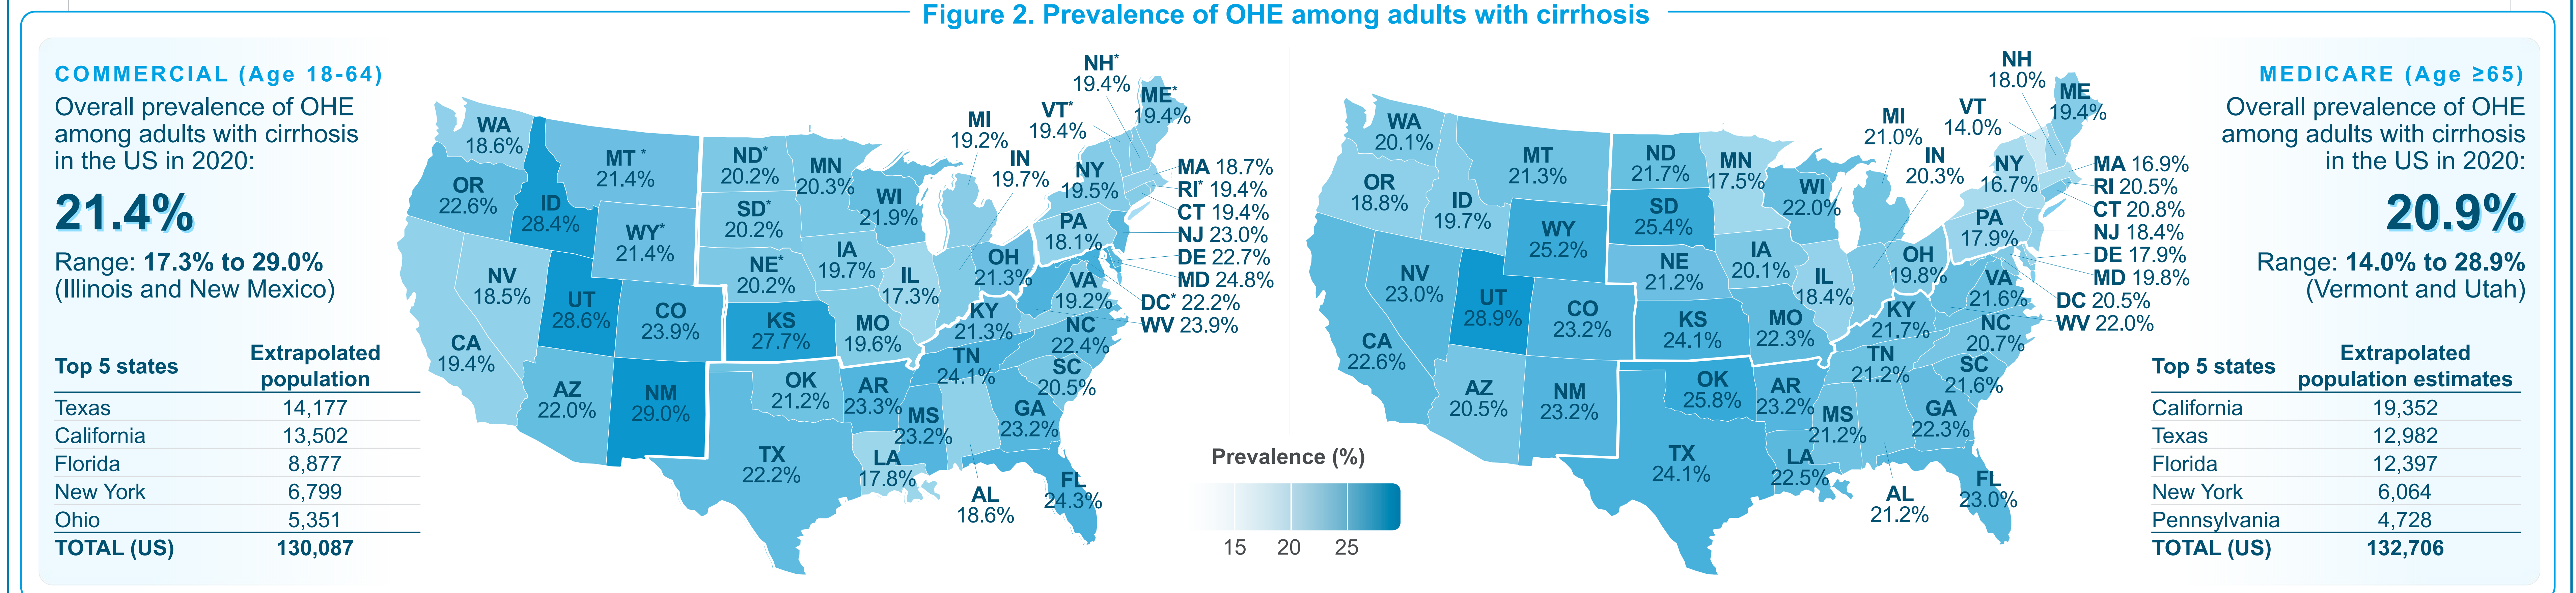 Figure 2. Prevalence of OHE among adults with cirrhosis
COMMERCIAL (Age 18-64)
Overall prevalence of OHE
among adults with cirrhosis
in the US in 2020:
21.4%
Range: 17.3% to 29.0%
(Illinois and New Mexico)
Top 5 states Extrapolated
population
Texas 14,177
California 13,502
Florida 8,877
New York 6,799
Ohio 5,351
TOTAL (US) 130,087
WA
18.6%
OR
22.6%
ID
28.4%
MT *
21.4%
WY*
21.4%
NV
18.5%
UT
28.6%
CO
23.9%
CA
19.4%
AZ
22.0%
NM
29.0%
ND*
20.2%
SD*
20.2%
NE*
20.2%
KS
27.7%
MN
20.3%
IA
19.7%
MO
19.6%
WI
21.9%
IL
17.3%
MI
19.2%
IN
19.7%
OH
21.3%
OK
21.2%
TX
22.2%
AR
23.3%
LA
17.8%
MS
23.2%
AL
18.6%
TN
24.1%
KY
21.3%
GA
23.2%
FL
24.3%
SC
20.5%
NC
22.4%
VA
19.2%
PA
18.1%
NY
19.5%
VT*
19.4%
NH*
19.4%
ME*
19.4%
MA 18.7%
RI* 19.4%
CT 19.4%
NJ 23.0%
DE 22.7%
MD 24.8%
DC* 22.2%
WV 23.9%
Prevalence (%)
15 20 25
WA
20.1%
OR
18.8%
ID
19.7%
MT
21.3%
WY
25.2%
NV
23.0%
UT
28.9%
CO
23.2%
CA
22.6%
AZ
20.5%
NM
23.2%
ND
21.7%
SD
25.4%
NE
21.2%
KS
24.1%
MN
17.5%
IA
20.1%
MO
22.3%
WI
22.0%
IL
18.4%
MI
21.0%
IN
20.3%
OH
19.8%
OK
25.8%
TX
24.1%
AR
23.2%
LA
22.5%
MS
21.2%
AL
21.2%
TN
21.2%
KY
21.7%
GA
22.3%
FL
23.0%
SC
21.6%
NC
20.7%
VA
21.6%
PA
17.9%
NY
16.7%
VT
14.0%
NH
18.0%
ME
19.4%
MA 16.9%
RI 20.5%
CT 20.8%
NJ 18.4%
DE 17.9%
MD 19.8%
DC 20.5%
WV 22.0%
MEDICARE (Age ≥65)
Overall prevalence of OHE
among adults with cirrhosis
in the US in 2020:
20.9%
Range: 14.0% to 28.9%
(Vermont and Utah)
Top 5 states Extrapolated
population estimates
California 19,352
Texas 12,982
Florida 12,397
New York 6,064
Pennsylvania 4,728
TOTAL (US) 132,706